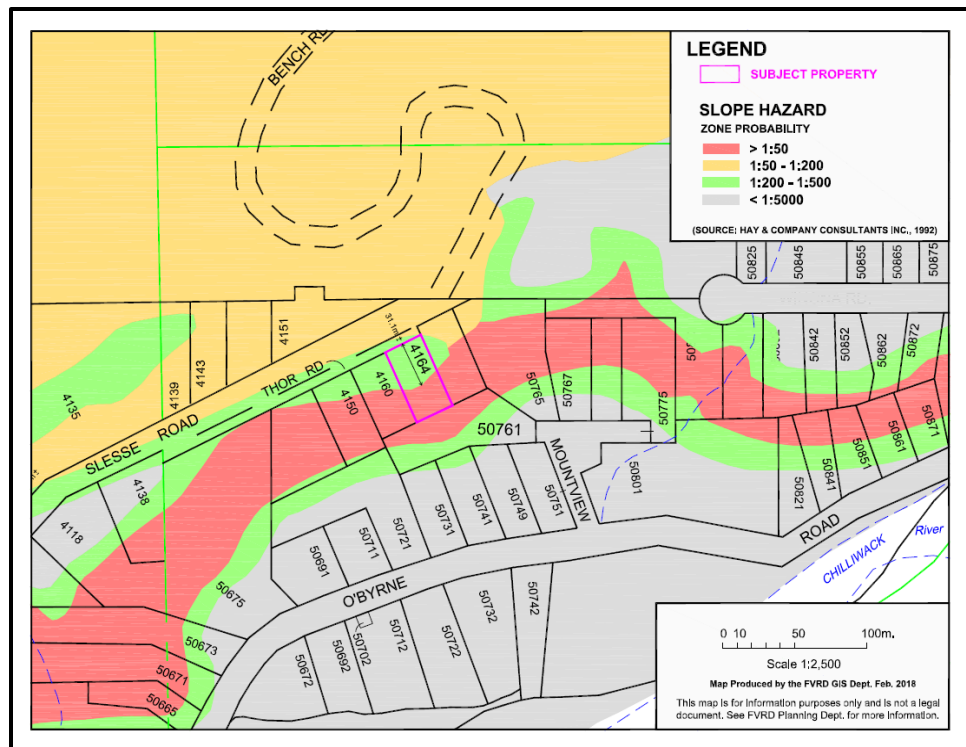 BENCH RD
LEGEND
SUBJECT PROPERTY
SLOPE HAZARD
ZONE PROBABILITY
> 1:50
1:50 - 1:200
1:200 - 1:500
< 1:5000
(SOURCE: HAY & COMPANY CONSULTANTS INC., 1992)
50825
50845
50855
50865
50875
4151
4143
4139
4135
31.1m±
4164
4160
4150
THOR RD
SLESSE ROAD
4138
4118
50765
50767
50775
50842
50852
50862
50872
50761
MOUNTVIEW
50801
50821
50841
50851
50861
50871
50731
50741
50749
50751
50691
50711
50721
50675
O'BYRNE
ROAD
CHILLIWACK
River
50673
50671
50665
50672
50692
50702
50712
50722
50732
50742
0 10 50 100m.
Scale 1:2,500
Map Produced by the FVRD GIS Dept. Feb. 2018
This map is for information purposes only and is not a legal
document. See FVRD Planning Dept. for more information.